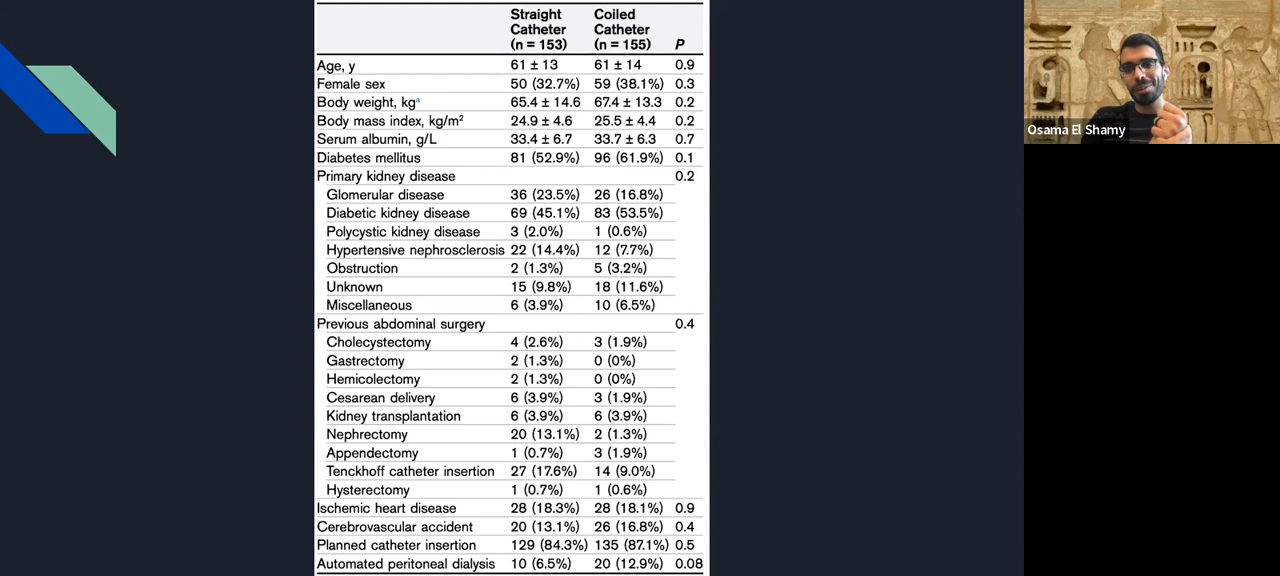 Straight Catheter (n = 153) Coiled Catheter (n = 155) P
Age, y 61 ± 13 61 ± 14 0.9
Female sex 50 (32.7%) 59 (38.1%) 0.3
Body weight, kgᵃ 65.4 ± 14.6 67.4 ± 13.3 0.2
Body mass index, kg/m² 24.9 ± 4.6 25.5 ± 4.4 0.2
Serum albumin, g/L 33.4 ± 6.7 33.7 ± 6.3 0.7
Diabetes mellitus 81 (52.9%) 96 (61.9%) 0.1
Primary kidney disease 0.2
Glomerular disease 36 (23.5%) 26 (16.8%)
Diabetic kidney disease 69 (45.1%) 83 (53.5%)
Polycystic kidney disease 3 (2.0%) 1 (0.6%)
Hypertensive nephrosclerosis 22 (14.4%) 12 (7.7%)
Obstruction 2 (1.3%) 5 (3.2%)
Unknown 15 (9.8%) 18 (11.6%)
Miscellaneous 6 (3.9%) 10 (6.5%)
Previous abdominal surgery 0.4
Cholecystectomy 4 (2.6%) 3 (1.9%)
Gastrectomy 2 (1.3%) 0 (0%)
Hemicolectomy 2 (1.3%) 0 (0%)
Cesarean delivery 6 (3.9%) 3 (1.9%)
Kidney transplantation 6 (3.9%) 6 (3.9%)
Nephrectomy 20 (13.1%) 2 (1.3%)
Appendectomy 1 (0.7%) 3 (1.9%)
Tenckhoff catheter insertion 27 (17.6%) 14 (9.0%)
Hysterectomy 1 (0.7%) 1 (0.6%)
Ischemic heart disease 28 (18.3%) 28 (18.1%) 0.9
Cerebrovascular accident 20 (13.1%) 26 (16.8%) 0.4
Planned catheter insertion 129 (84.3%) 135 (87.1%) 0.5
Automated peritoneal dialysis 10 (6.5%) 20 (12.9%) 0.08
Osama El Shamy